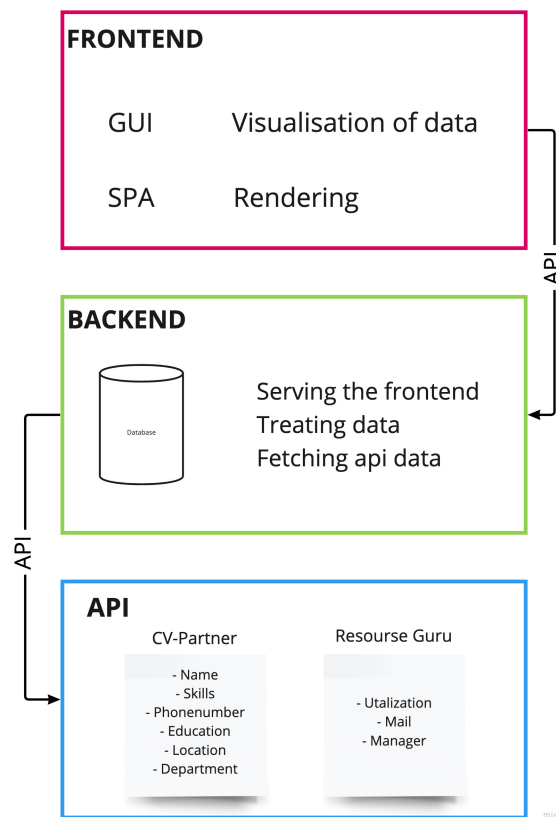 FRONTEND
GUI
Visualisation of data
SPA
Rendering
API
BACKEND
Database
Serving the frontend
Treating data
Fetching api data
API
API
CV-Partner
- Name
- Skills
- Phonenumber
- Education
- Location
- Department
Resourse Guru
- Utalization
- Mail
- Manager